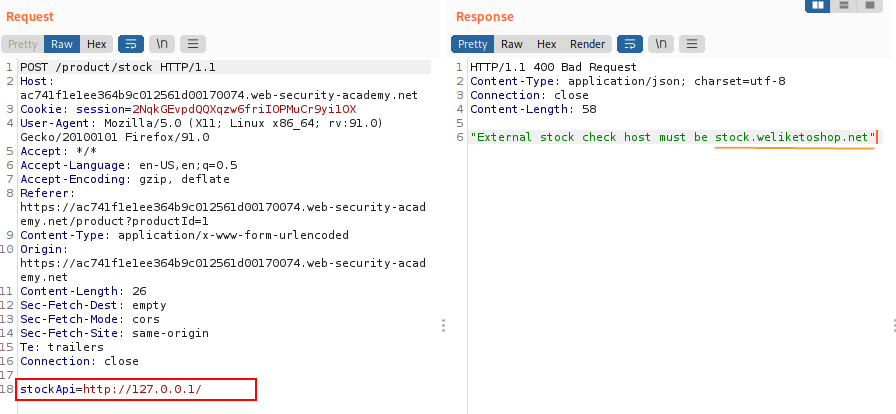 Request
Pretty Raw Hex \n
1 POST /product/stock HTTP/1.1
2 Host:
ac741f1e1ee364b9c012561d00170074.web-security-academy.net
3 Cookie: session=2NqkGEvpdQQXqzw6friIOPMuCr9yi1OX
4 User-Agent: Mozilla/5.0 (X11; Linux x86_64; rv:91.0)
Gecko/20100101 Firefox/91.0
5 Accept: */*
6 Accept-Language: en-US,en;q=0.5
7 Accept-Encoding: gzip, deflate
8 Referer:
https://ac741f1e1ee364b9c012561d00170074.web-security-acad
emy.net/product?productId=1
9 Content-Type: application/x-www-form-urlencoded
10 Origin:
https://ac741f1e1ee364b9c012561d00170074.web-security-acad
emy.net
11 Content-Length: 26
12 Sec-Fetch-Dest: empty
13 Sec-Fetch-Mode: cors
14 Sec-Fetch-Site: same-origin
15 Te: trailers
16 Connection: close
17
18 stockApi=http://127.0.0.1/
Response
Pretty Raw Hex Render \n
1 HTTP/1.1 400 Bad Request
2 Content-Type: application/json; charset=utf-8
3 Connection: close
4 Content-Length: 58
5
6 "External stock check host must be stock.weliketoshop.net"